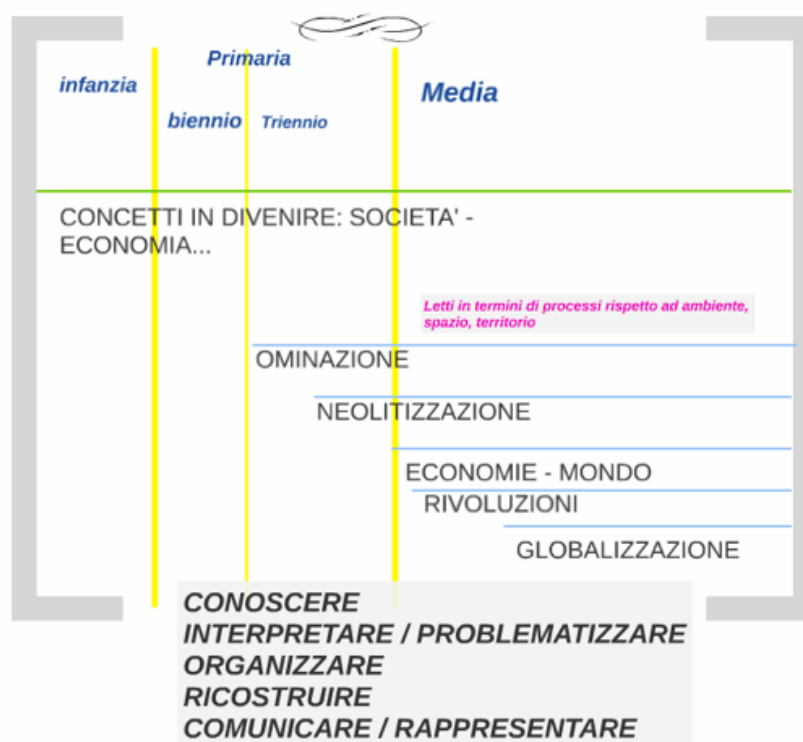 Primaria
infanzia
Media
biennio
Triennio
CONCETTI IN DIVENIRE: SOCIETA' -
ECONOMIA...
Letti in termini di processi rispetto ad ambiente,
spazio, territorio
OMINAZIONE
NEOLITIZZAZIONE
ECONOMIE - MONDO
RIVOLUZIONI
GLOBALIZZAZIONE
CONOSCERE
INTERPRETARE / PROBLEMATIZZARE
ORGANIZZARE
RICOSTRUIRE
COMUNICARE / RAPPRESENTARE